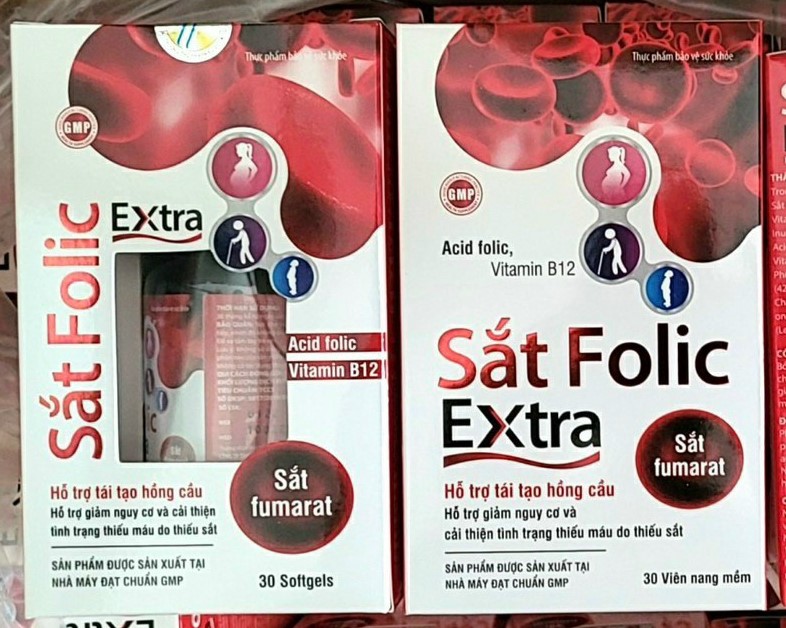 Thực phẩm bảo vệ sức khỏe
GMP
Sắt Folic
Extra
Acid folic
Vitamin B12
Sắt
fumarat
Hỗ trợ tái tạo hồng cầu
Hỗ trợ giảm nguy cơ và cải thiện
tình trạng thiếu máu do thiếu sắt
SẢN PHẨM ĐƯỢC SẢN XUẤT TẠI
NHÀ MÁY ĐẠT CHUẨN GMP
30 Softgels
Thực phẩm bảo vệ sức khỏe
GMP
Acid folic,
Vitamin B12
Sắt Folic
Extra
Sắt
fumarat
Hỗ trợ tái tạo hồng cầu
Hỗ trợ giảm nguy cơ và
cải thiện tình trạng thiếu máu do thiếu sắt
SẢN PHẨM ĐƯỢC SẢN XUẤT TẠI
NHÀ MÁY ĐẠT CHUẨN GMP
30 Viên nang mềm